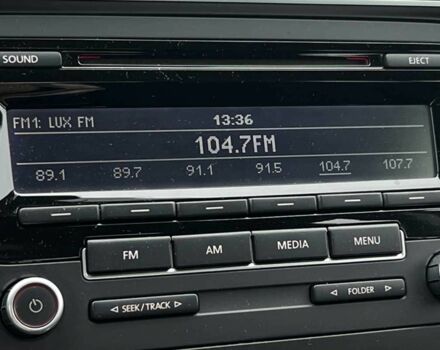 SOUND EJECT
FM1: LUX FM 13:36
104.7FM
89.1 89.7 91.1 91.5 104.7 107.7
FM AM MEDIA MENU
SEEK/TRACK FOLDER